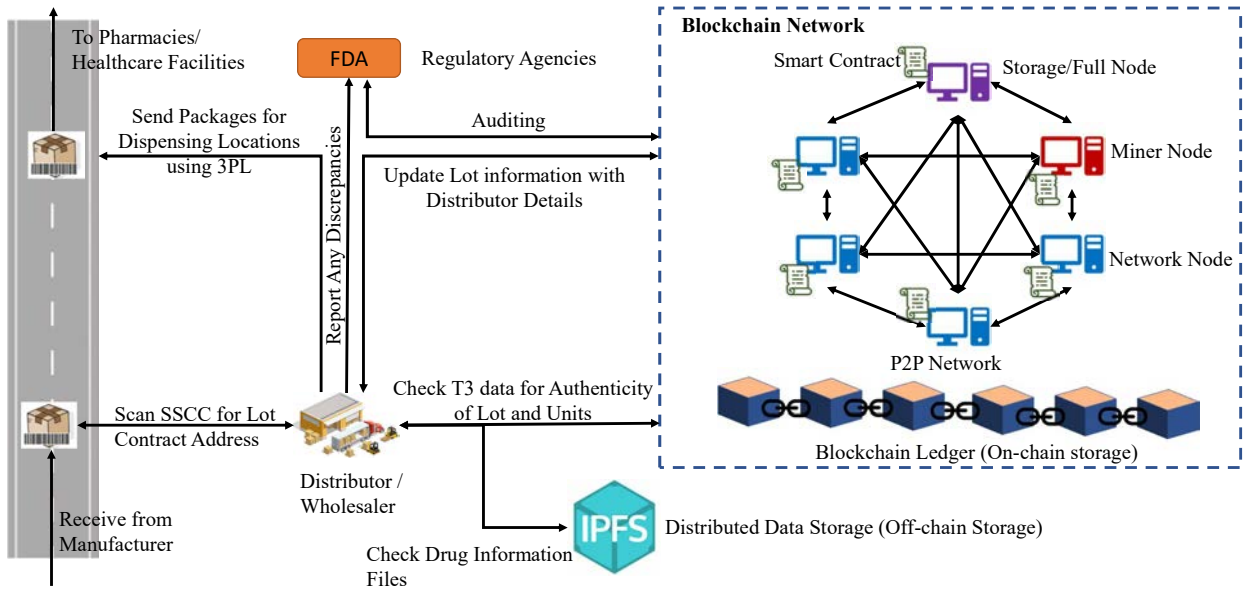 To Pharmacies/
Healthcare Facilities
FDA
Regulatory Agencies
Send Packages for
Dispensing Locations
using 3PL
Report Any Discrepancies
Auditing
Update Lot information with
Distributor Details
Scan SSCC for Lot
Contract Address
Distributor /
Wholesaler
Check T3 data for Authenticity
of Lot and Units
Receive from
Manufacturer
Check Drug Information
Files
IPFS
Distributed Data Storage (Off-chain Storage)
Blockchain Network
Smart Contract
Storage/Full Node
Miner Node
Network Node
P2P Network
Blockchain Ledger (On-chain storage)